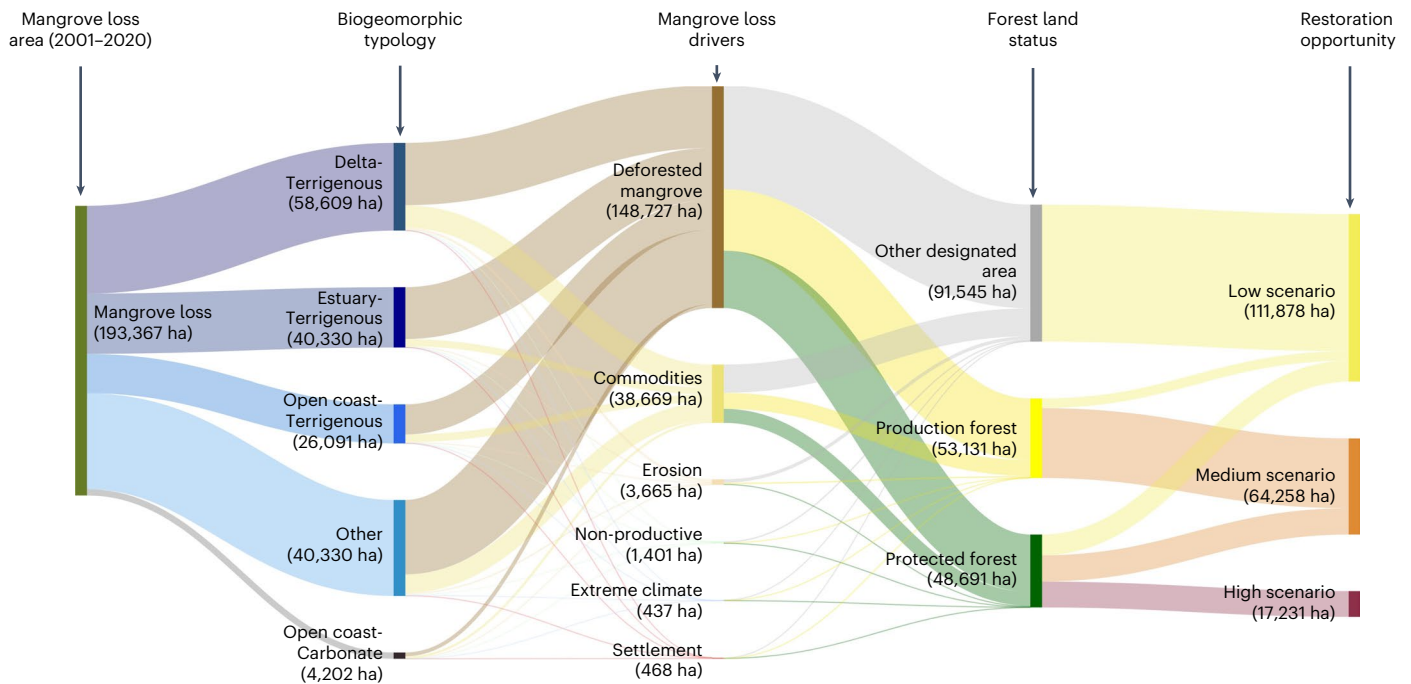 Mangrove loss
area (2001–2020)
Biogeomorphic
typology
Mangrove loss
drivers
Forest land
status
Restoration
opportunity
Mangrove loss
(193,367 ha)
Delta-
Terrigenous
(58,609 ha)
Estuary-
Terrigenous
(40,330 ha)
Open coast-
Terrigenous
(26,091 ha)
Other
(40,330 ha)
Open coast-
Carbonate
(4,202 ha)
Deforested
mangrove
(148,727 ha)
Commodities
(38,669 ha)
Erosion
(3,665 ha)
Non-productive
(1,401 ha)
Extreme climate
(437 ha)
Settlement
(468 ha)
Other designated
area
(91,545 ha)
Production forest
(53,131 ha)
Protected forest
(48,691 ha)
Low scenario
(111,878 ha)
Medium scenario
(64,258 ha)
High scenario
(17,231 ha)